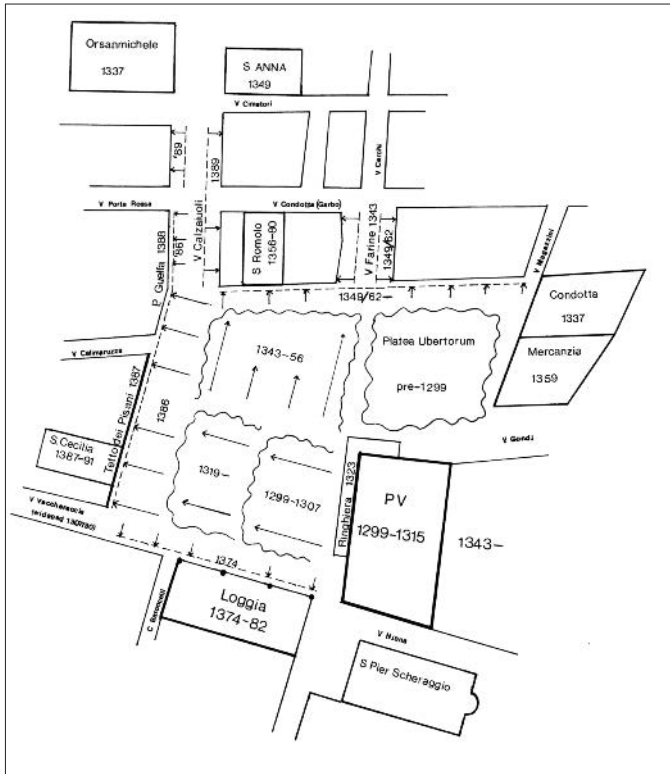 Orsanmichele
1337
S ANNA
1349
V Cimatori
'89
1389
V Cerchi
V Porta Rossa
V Condotta (Garbo)
P. Guelfa 1388
'98
V Calzaiuoli
S Romolo
1356-80
V Farine 1343
1349/62
V Magazzini
1349/62-
Condotta
1337
Mercanzia
1359
1343-56
Platea Ubertorum
pre-1299
V Calimaruzza
Tetto dei Pisani 1387
1386
S. Cecilia
1387-91
V Gondi
1319-
1299-1307
Ringhiera 1323
PV
1299-1315
1343-
V Vacchereccia
1374
Loggia
1374-82
C Baroncelli
V Ninna
S Pier Scheraggio